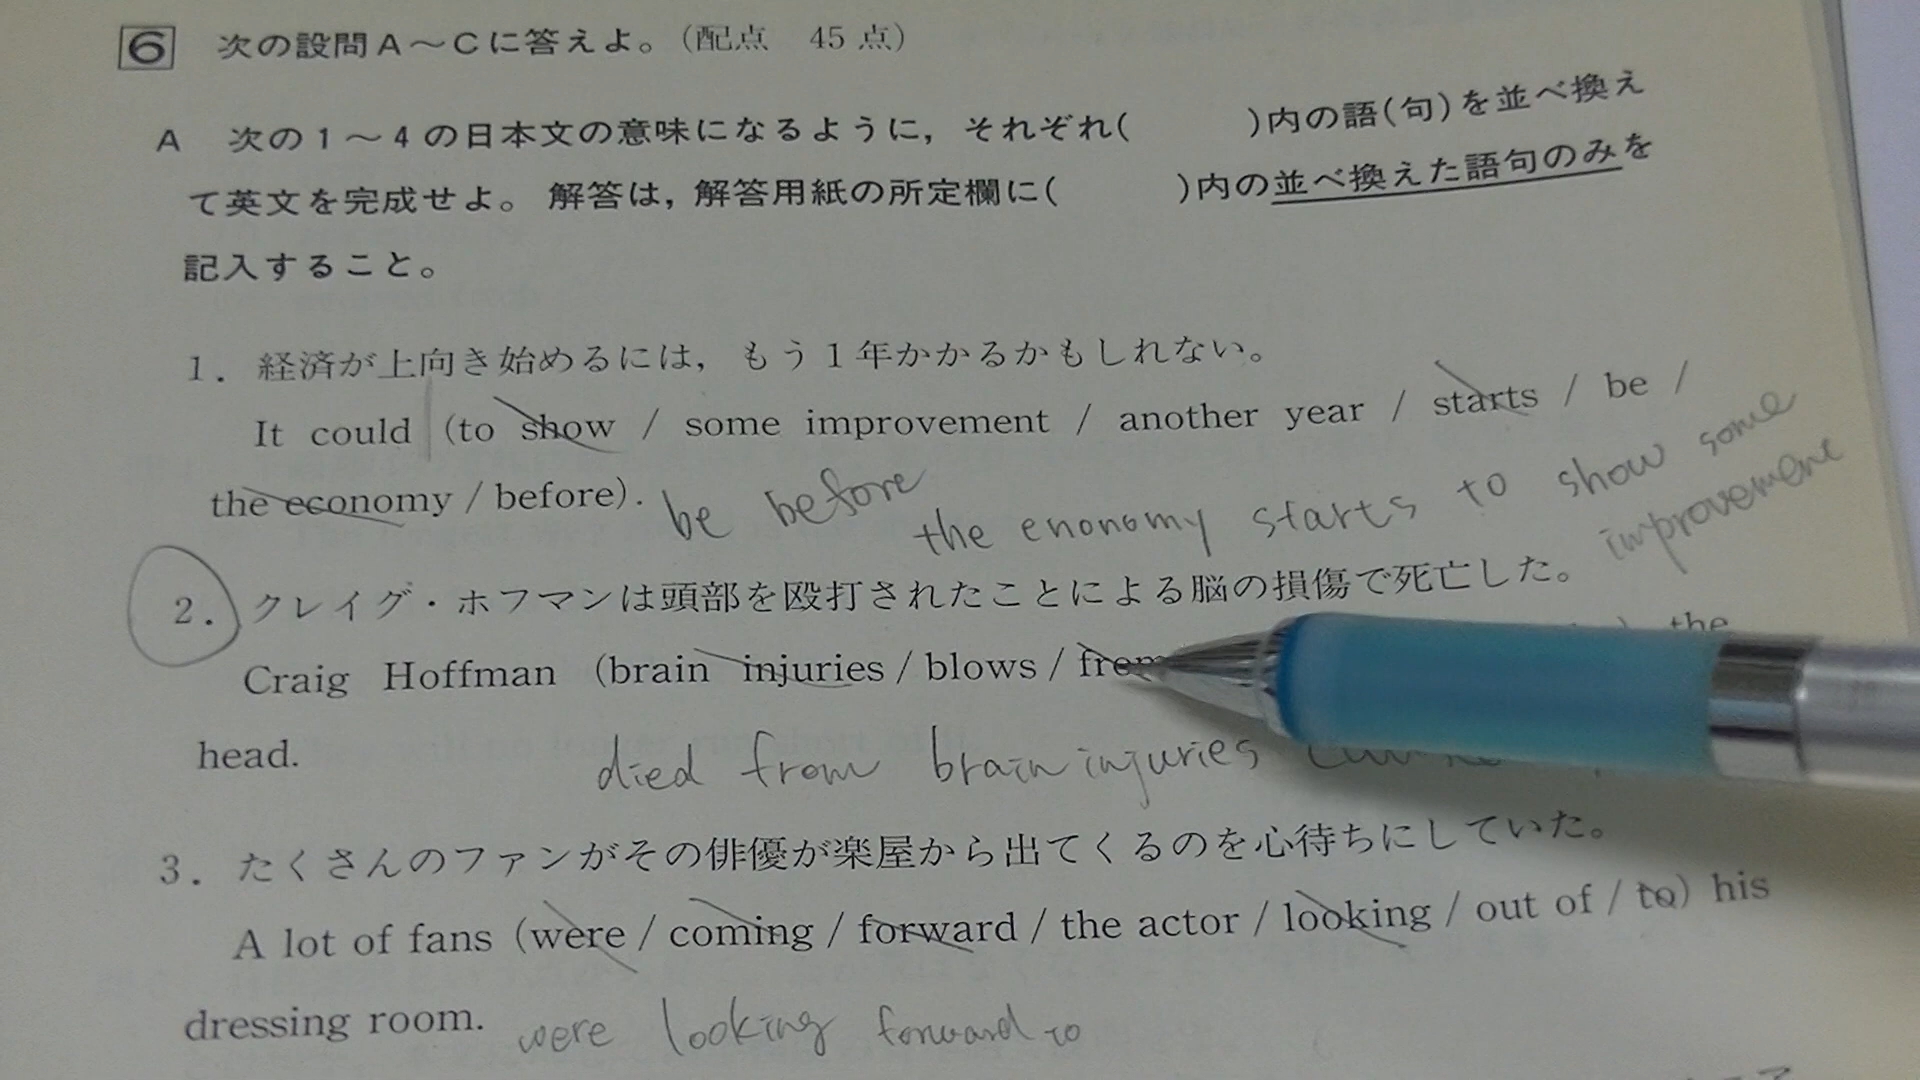 6 次の設問A～Cに答えよ。(配点 45点)
A 次の1～4の日本文の意味になるように，それぞれ( )内の語(句)を並べ換え
て英文を完成せよ。解答は，解答用紙の所定欄に( )内の並べ換えた語句のみを
記入すること。
1．経済が上向き始めるには，もう1年かかるかもしれない。
It could (to show / some improvement / another year / starts / be /
the economy / before).
be before the enonomy starts to show some
improvement
2．クレイグ・ホフマンは頭部を殴打されたことによる脳の損傷で死亡した。
Craig Hoffman (brain injuries / blows / from the
head.
died from brain injuries
3．たくさんのファンがその俳優が楽屋から出てくるのを心待ちにしていた。
A lot of fans (were / coming / forward / the actor / looking / out of / to) his
dressing room.
were looking forward to